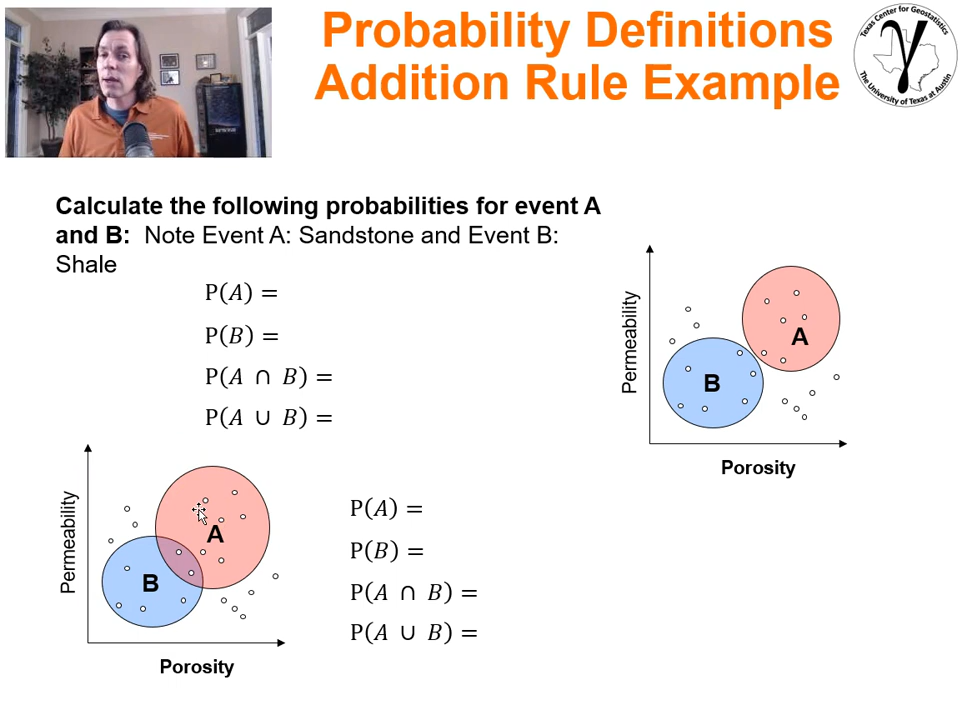 Probability Definitions
Addition Rule Example
Texas Center for Geostatistics
γ
The University of Texas at Austin
Calculate the following probabilities for event A
and B: Note Event A: Sandstone and Event B:
Shale
P(A) =
P(B) =
P(A ∩ B) =
P(A ∪ B) =
Permeability
A
B
Porosity
Permeability
A
B
Porosity
P(A) =
P(B) =
P(A ∩ B) =
P(A ∪ B) =